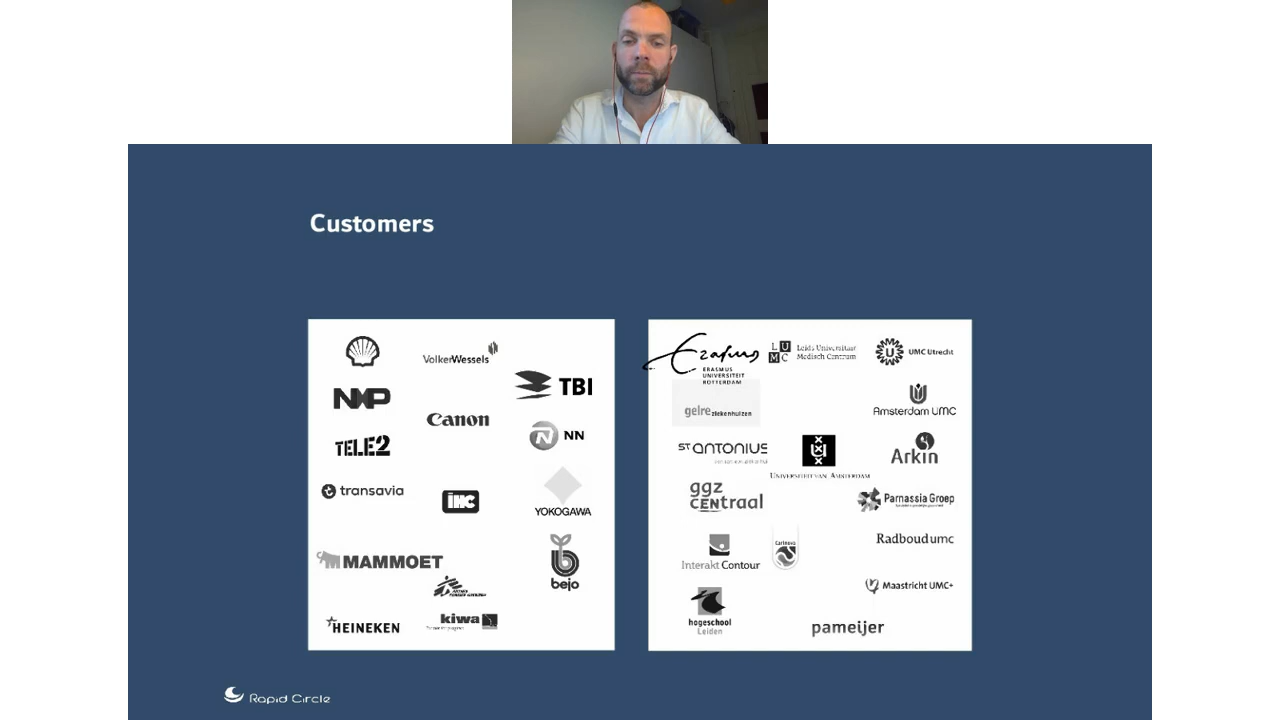 Customers
VolkerWessels
NXP
TBI
Canon
TELE2
NN
transavia
IHC
YOKOGAWA
MAMMOET
bejo
HEINEKEN
kiwa
Erasmus
ERASMUS
UNIVERSITEIT
ROTTERDAM
LUMC
Leids Universitair
Medisch Centrum
U
UMC Utrecht
gelre ziekenhuizen
Amsterdam UMC
ST ANTONIUS
UNIVERSITEIT VAN AMSTERDAM
Arkin
ggz
CENtraal
Parnassia Groep
Radboudumc
Interakt Contour
Maastricht UMC+
hogeschool
Leiden
pameijer
Rapid Circle